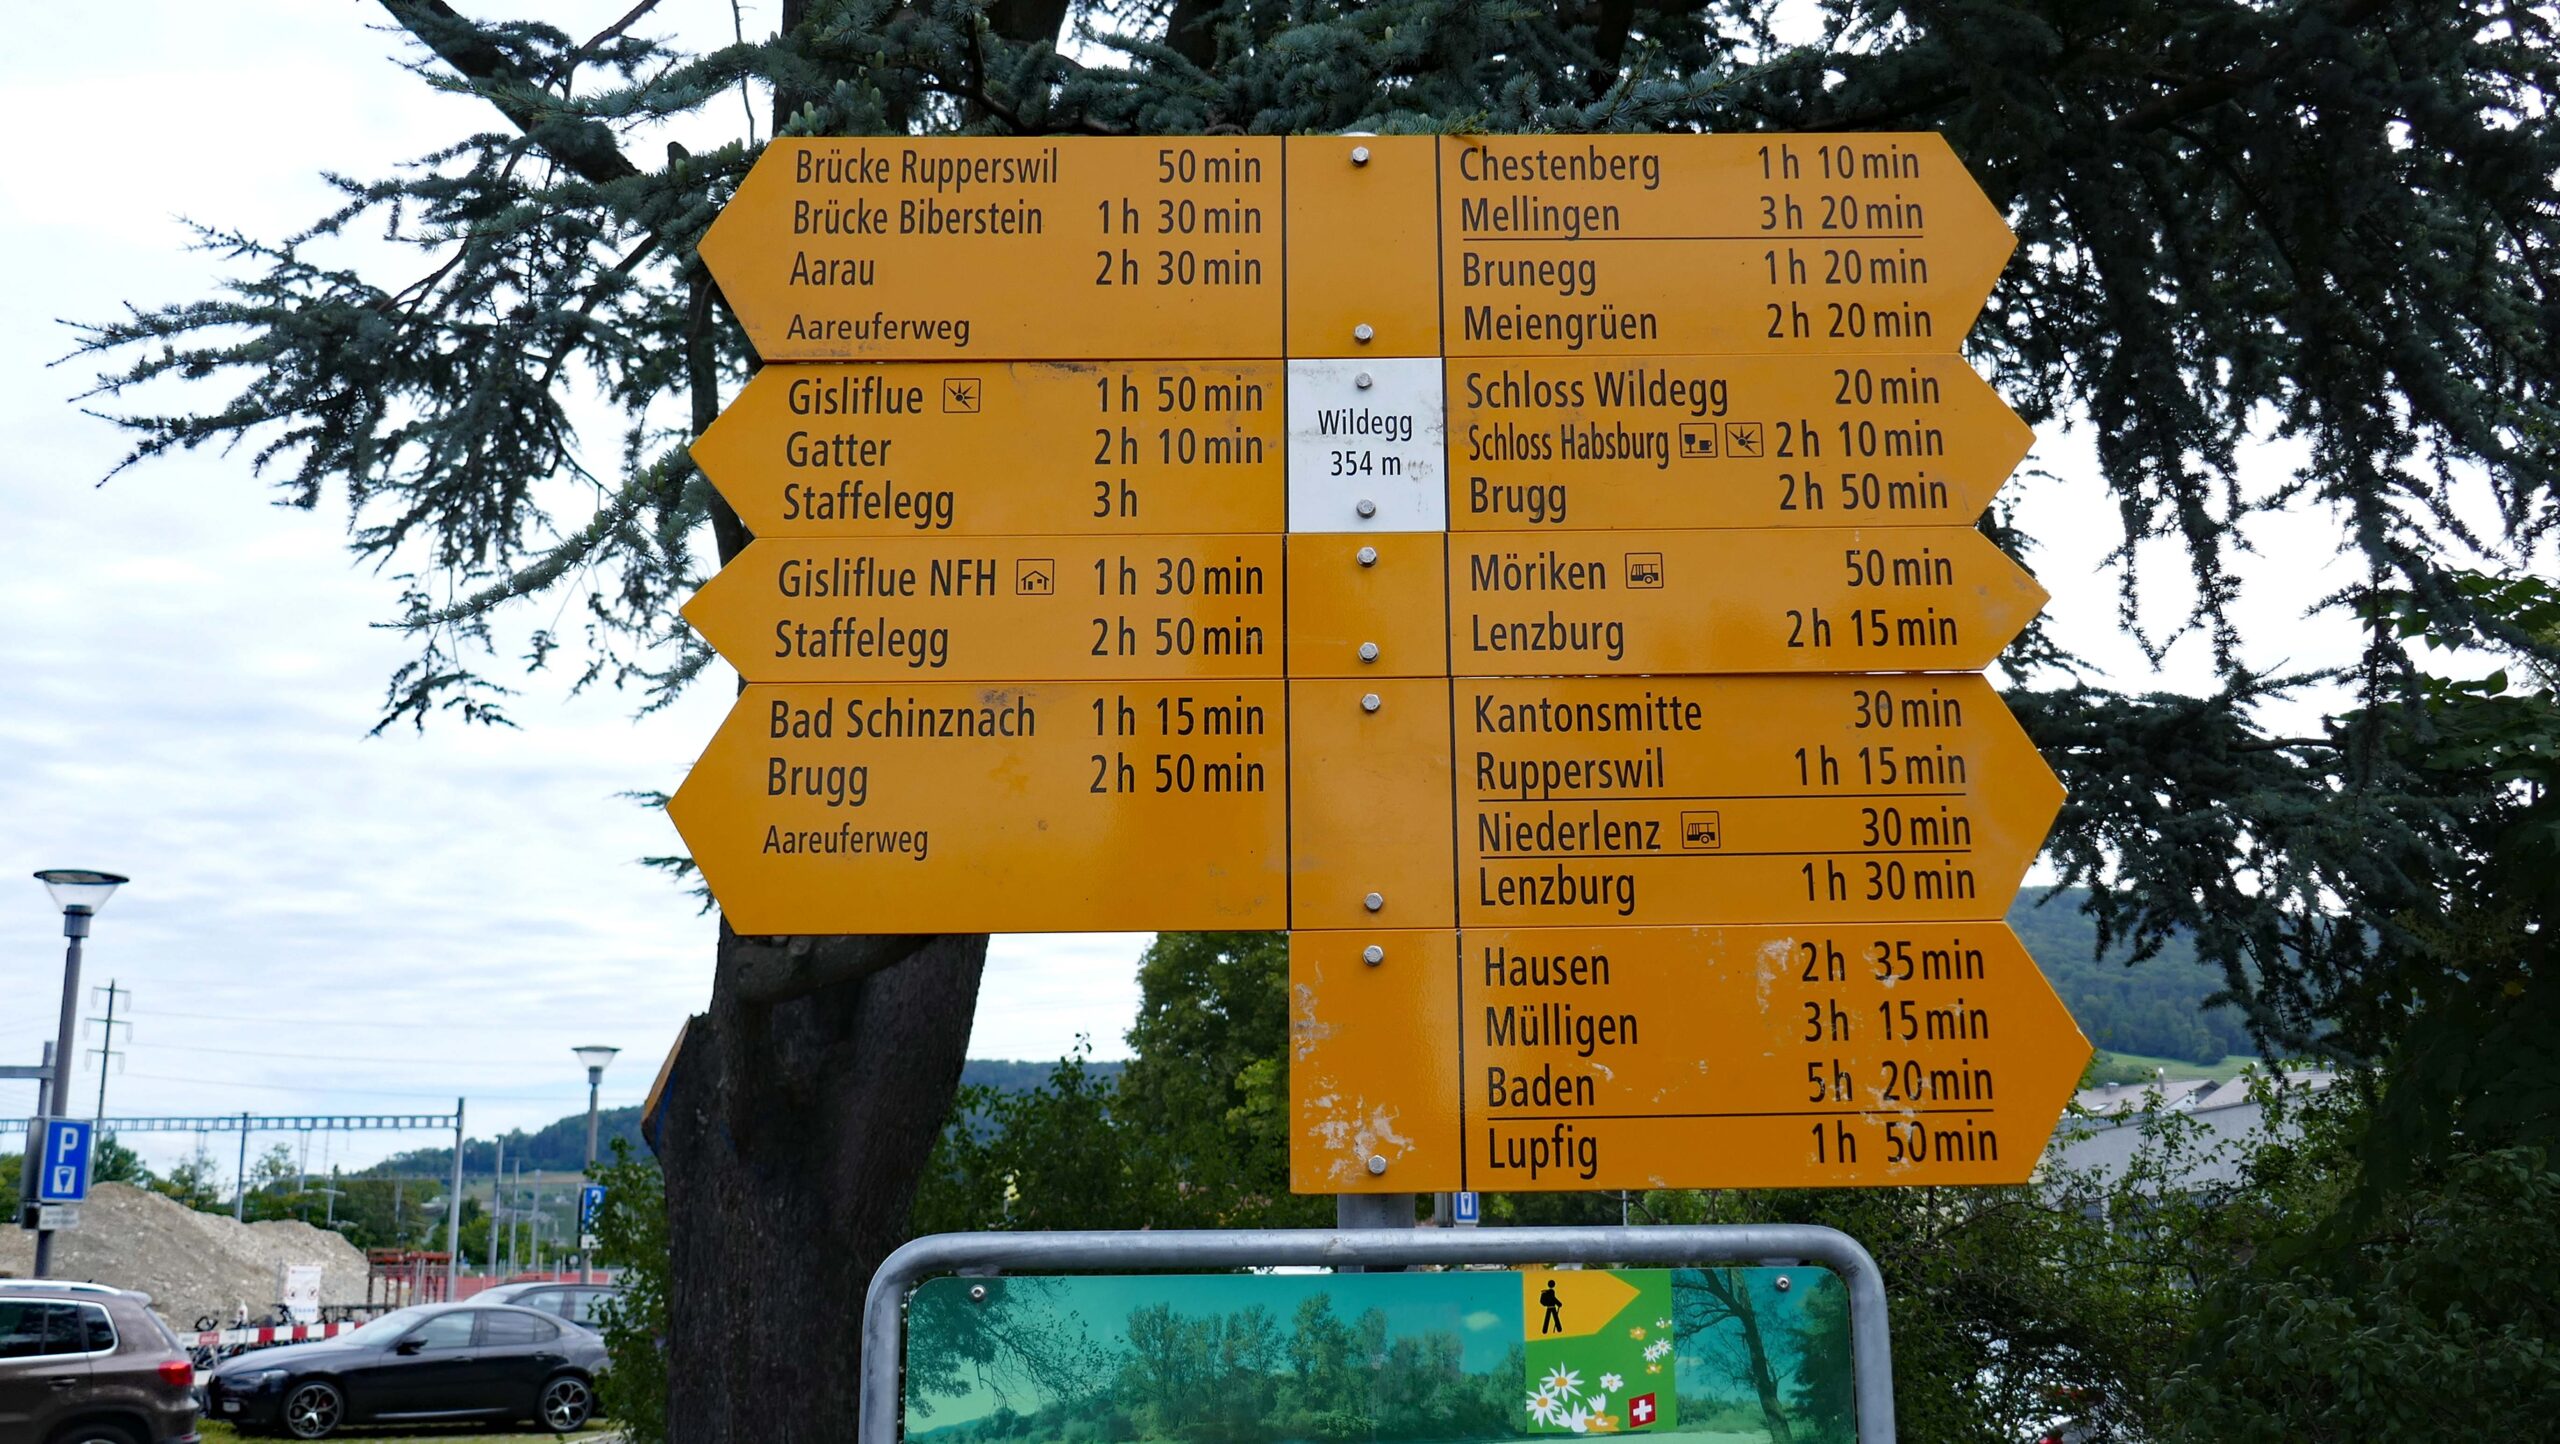 Brücke Rupperswil 50 min
Brücke Biberstein 1 h 30 min
Aarau 2 h 30 min
Aareuferweg
Gisliflue 1 h 50 min
Gatter 2 h 10 min
Staffelegg 3 h
Gisliflue NFH 1 h 30 min
Staffelegg 2 h 50 min
Bad Schinznach 1 h 15 min
Brugg 2 h 50 min
Aareuferweg
Wildegg
354 m
Chestenberg 1 h 10 min
Mellingen 3 h 20 min
Brunegg 1 h 20 min
Meiengrüen 2 h 20 min
Schloss Wildegg 20 min
Schloss Habsburg 2 h 10 min
Brugg 2 h 50 min
Möriken 50 min
Lenzburg 2 h 15 min
Kantonsmitte 30 min
Rupperswil 1 h 15 min
Niederlenz 30 min
Lenzburg 1 h 30 min
Hausen 2 h 35 min
Mülligen 3 h 15 min
Baden 5 h 20 min
Lupfig 1 h 50 min
P